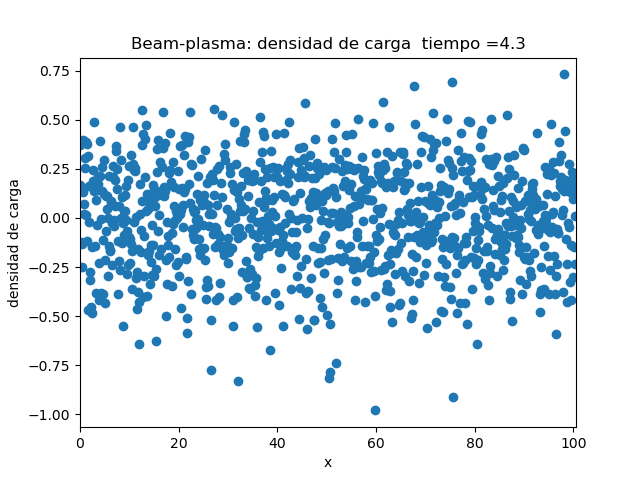 Beam-plasma: densidad de carga  tiempo =4.3
densidad de carga
0.75
0.50
0.25
0.00
−0.25
−0.50
−0.75
−1.00
0 20 40 60 80 100
x